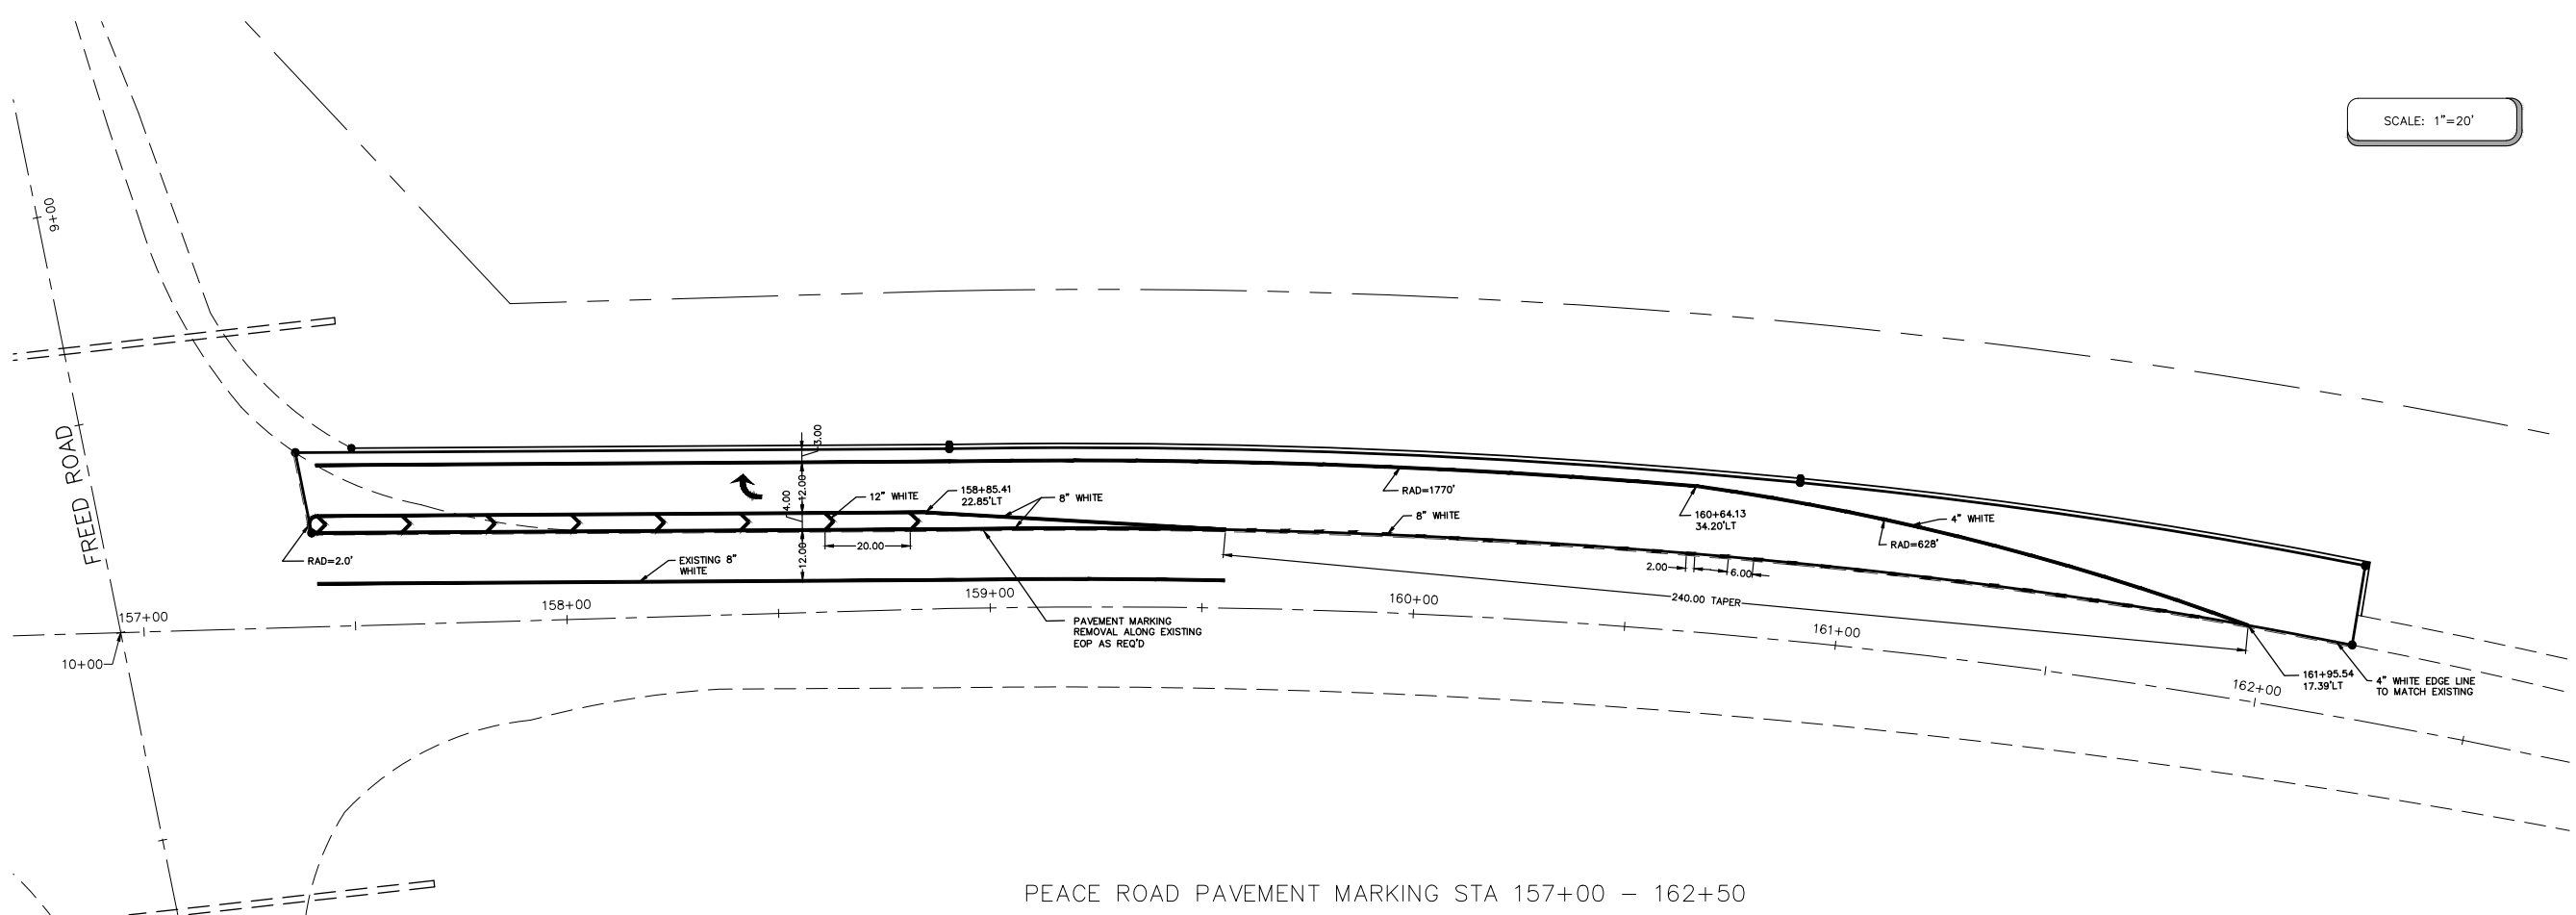 SCALE: 1"=20'
9+00
FREED ROAD
3.00
12.00
4.00
12" WHITE
158+85.41
22.85'LT
8" WHITE
RAD=1770'
8" WHITE
160+64.13
34.20'LT
4" WHITE
RAD=628'
20.00
RAD=2.0'
EXISTING 8"
WHITE
12.00
2.00
6.00
240.00 TAPER
157+00
158+00
159+00
160+00
161+00
162+00
10+00
PAVEMENT MARKING
REMOVAL ALONG EXISTING
EOP AS REQ'D
161+95.54
17.39'LT
4" WHITE EDGE LINE
TO MATCH EXISTING
PEACE ROAD PAVEMENT MARKING STA 157+00 - 162+50